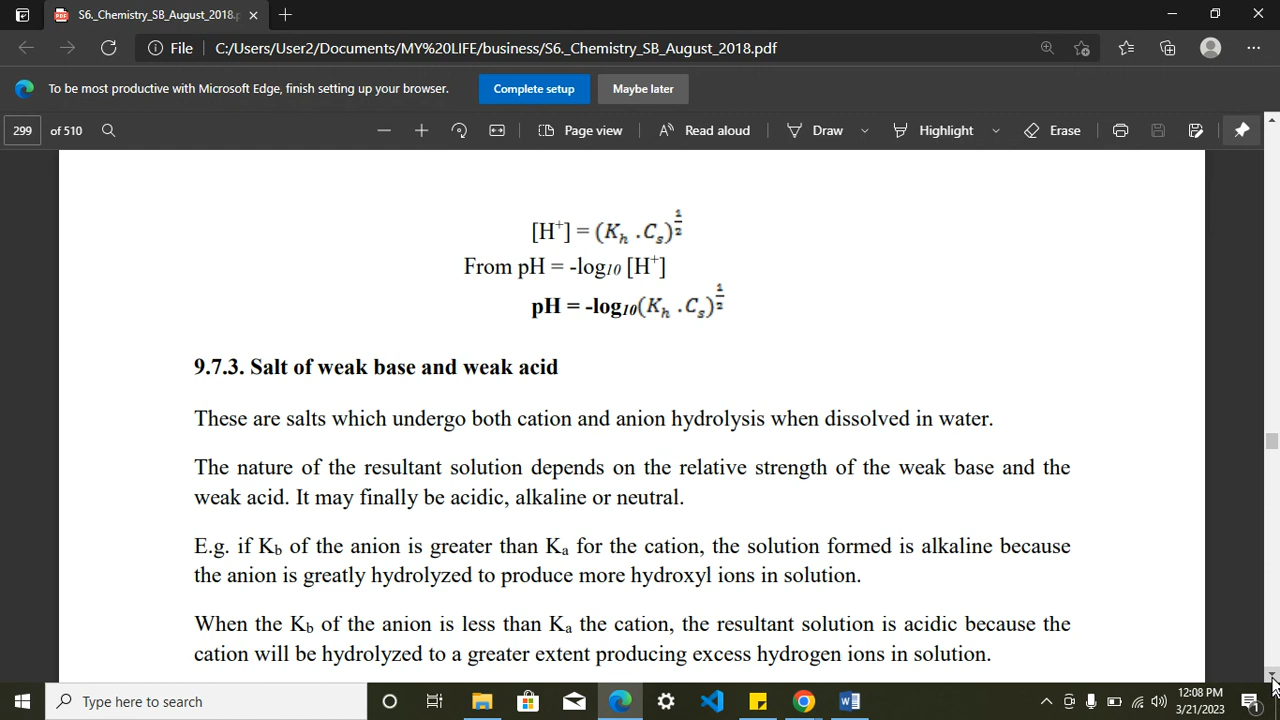 S6._Chemistry_SB_August_2018.p
File C:/Users/User2/Documents/MY%20LIFE/business/S6._Chemistry_SB_August_2018.pdf
To be most productive with Microsoft Edge, finish setting up your browser. Complete setup Maybe later
299 of 510 Page view Read aloud Draw Highlight Erase
[H⁺] = (Kₕ .Cₛ)^½
From pH = -log₁₀ [H⁺]
pH = -log₁₀(Kₕ .Cₛ)^½
9.7.3. Salt of weak base and weak acid
These are salts which undergo both cation and anion hydrolysis when dissolved in water.
The nature of the resultant solution depends on the relative strength of the weak base and the
weak acid. It may finally be acidic, alkaline or neutral.
E.g. if K_b of the anion is greater than Kₐ for the cation, the solution formed is alkaline because
the anion is greatly hydrolyzed to produce more hydroxyl ions in solution.
When the K_b of the anion is less than Kₐ the cation, the resultant solution is acidic because the
cation will be hydrolyzed to a greater extent producing excess hydrogen ions in solution.
Type here to search
12:08 PM
3/21/2023
1